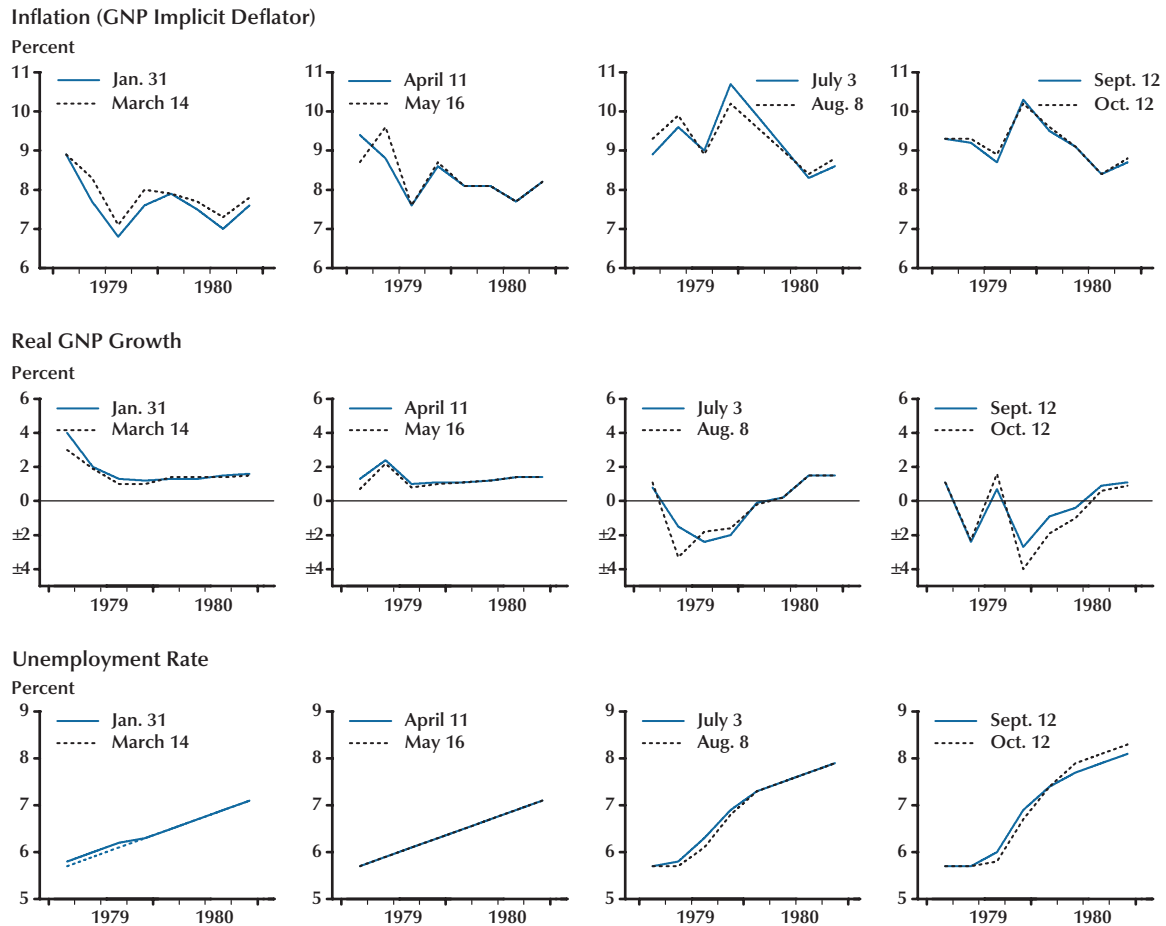 Inflation (GNP Implicit Deflator)
Percent
11
10
9
8
7
6
Jan. 31
March 14
1979 1980
11
10
9
8
7
6
April 11
May 16
1979 1980
11
10
9
8
7
6
July 3
Aug. 8
1979 1980
11
10
9
8
7
6
Sept. 12
Oct. 12
1979 1980
Real GNP Growth
Percent
6
4
2
0
±2
±4
Jan. 31
March 14
1979 1980
6
4
2
0
±2
±4
April 11
May 16
1979 1980
6
4
2
0
±2
±4
July 3
Aug. 8
1979 1980
6
4
2
0
±2
±4
Sept. 12
Oct. 12
1979 1980
Unemployment Rate
Percent
9
8
7
6
5
Jan. 31
March 14
1979 1980
9
8
7
6
5
April 11
May 16
1979 1980
9
8
7
6
5
July 3
Aug. 8
1979 1980
9
8
7
6
5
Sept. 12
Oct. 12
1979 1980